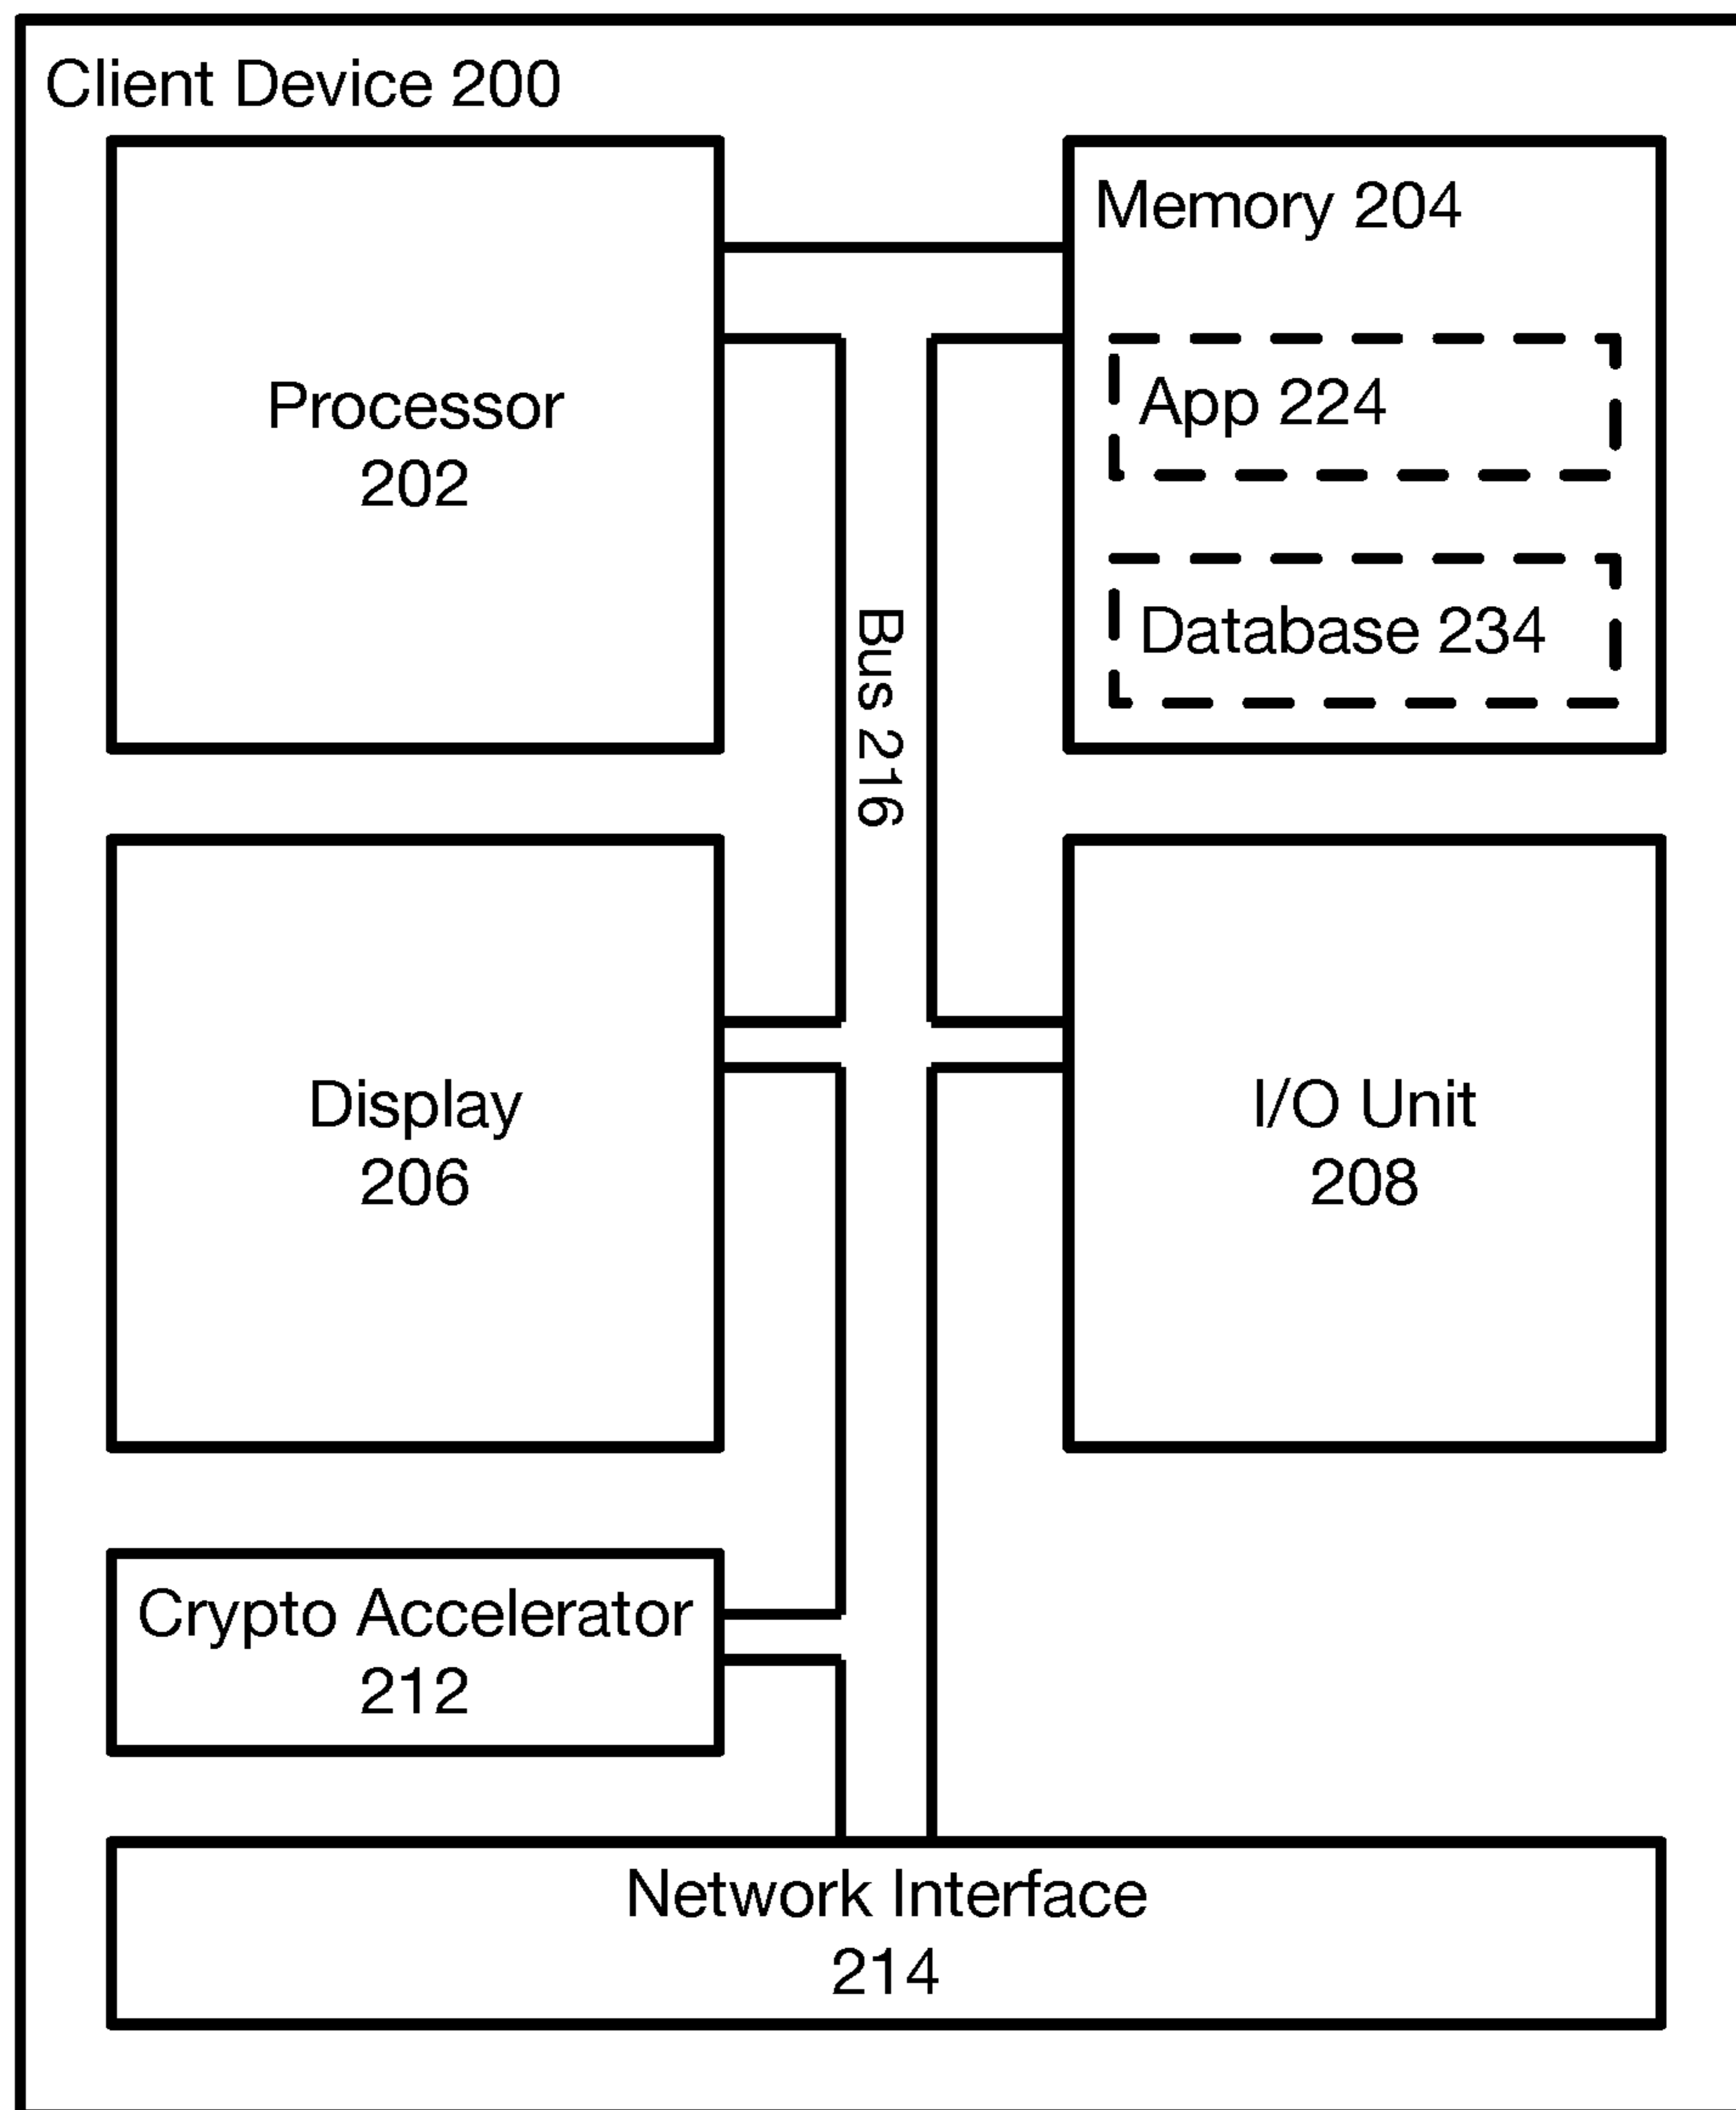 Client Device 200
Processor
202
Memory 204
App 224
Database 234
Bus 216
Display
206
I/O Unit
208
Crypto Accelerator
212
Network Interface
214